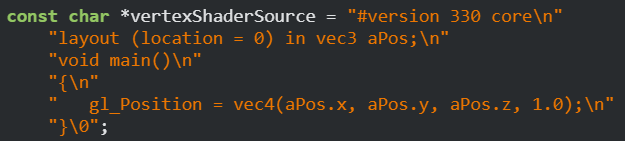 const char *vertexShaderSource = "#version 330 core\n"
    "layout (location = 0) in vec3 aPos;\n"
    "void main()\n"
    "{\n"
    "   gl_Position = vec4(aPos.x, aPos.y, aPos.z, 1.0);\n"
    "}\0";